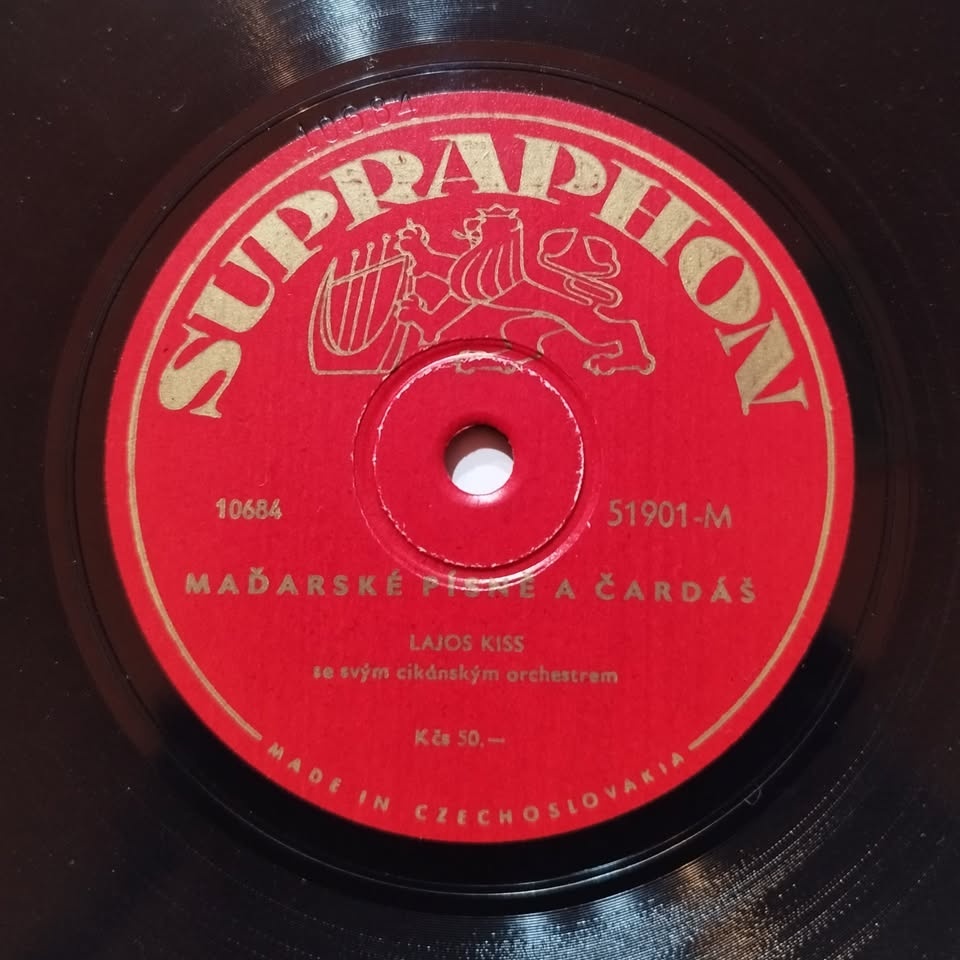 10684
SUPRAPHON
10684 51901-M
MAĎARSKÉ PÍSNĚ A ČARDÁŠ
LAJOS KISS
se svým cikánským orchestrem
Kčs 50.—
MADE IN CZECHOSLOVAKIA